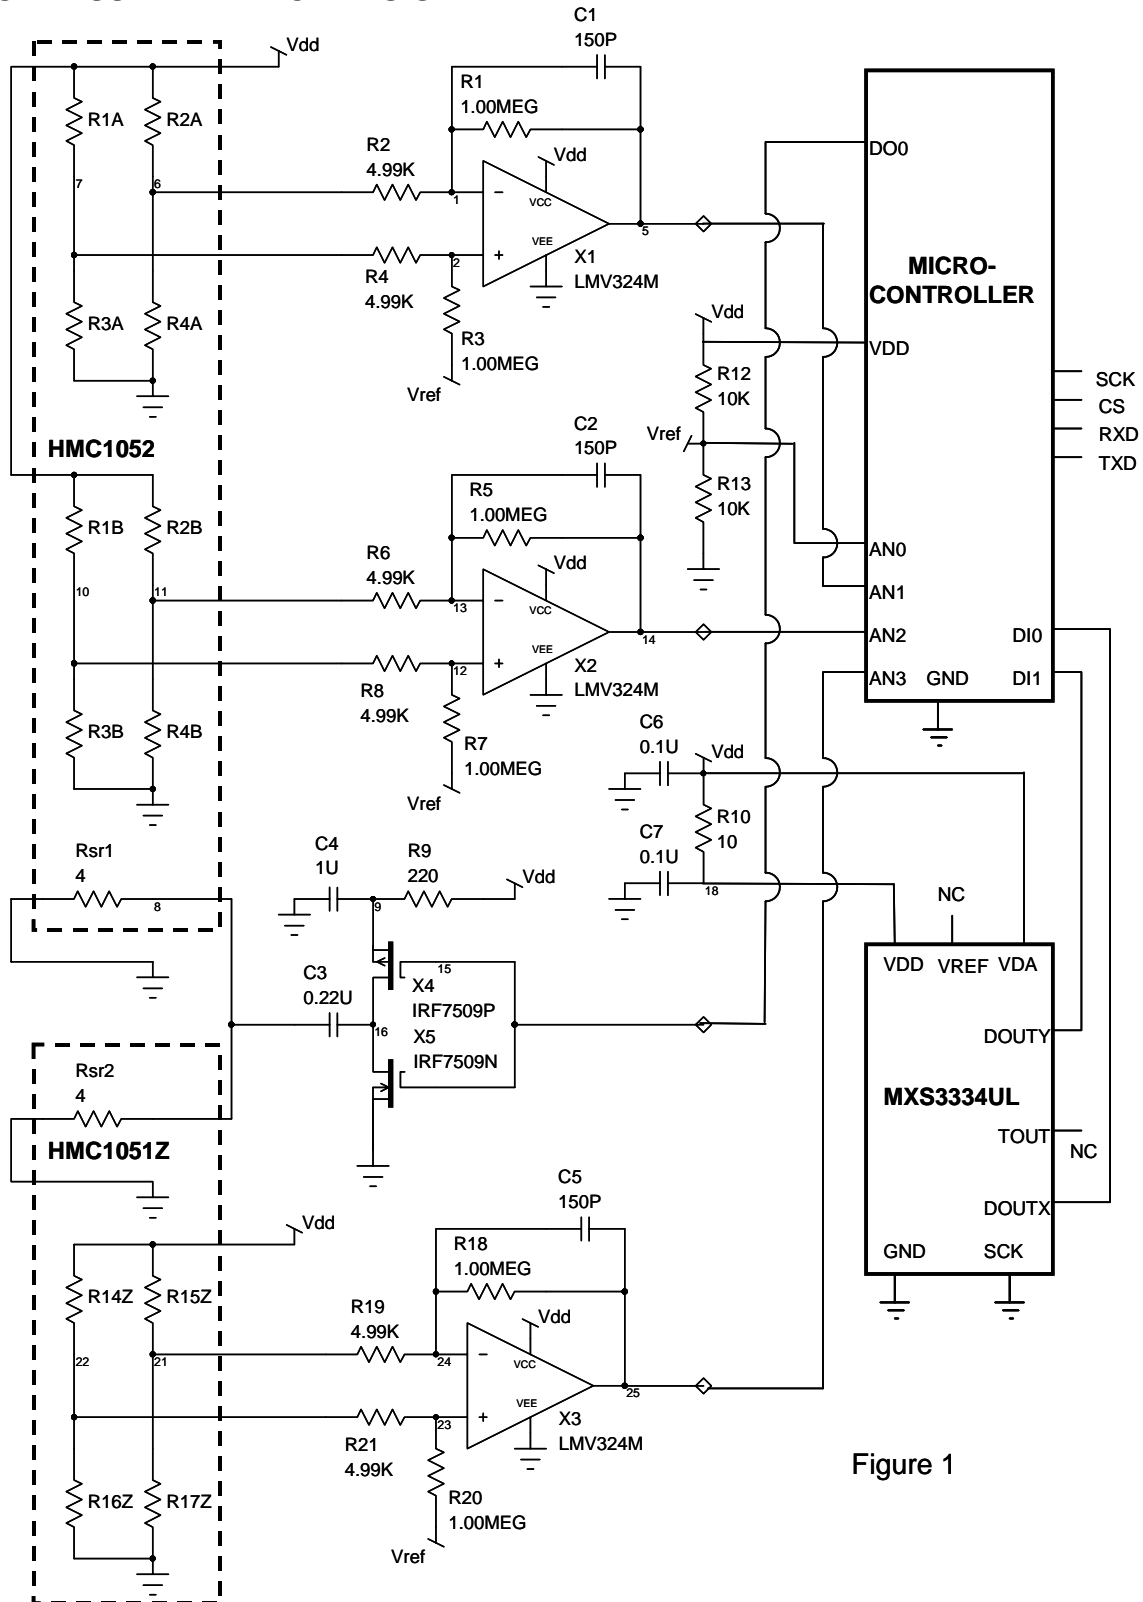 Vdd
C1
150P
R1
1.00MEG
R1A
R2A
R2
4.99K
Vdd
DO0
7
6
1
−
VCC
VEE
5
2
+
X1
LMV324M
R4
4.99K
MICRO-
CONTROLLER
R3A
R4A
R3
1.00MEG
Vref
Vdd
VDD
R12
10K
SCK
CS
RXD
TXD
HMC1052
C2
150P
Vref
R13
10K
R5
1.00MEG
R1B
R2B
R6
4.99K
Vdd
AN0
AN1
10
11
13
−
VCC
VEE
14
AN2
DI0
12
+
X2
LMV324M
AN3
GND
DI1
R8
4.99K
R3B
R4B
R7
1.00MEG
Vref
C6
0.1U
Vdd
R10
10
C7
0.1U
18
Rsr1
4
8
C4
1U
R9
220
Vdd
9
NC
VDD
VREF
VDA
C3
0.22U
15
X4
IRF7509P
16
X5
IRF7509N
DOUTY
Rsr2
4
MXS3334UL
HMC1051Z
TOUT
NC
C5
150P
DOUTX
Vdd
R18
1.00MEG
GND
SCK
R14Z
R15Z
R19
4.99K
Vdd
22
21
24
−
VCC
VEE
25
23
+
X3
LMV324M
R21
4.99K
R16Z
R17Z
R20
1.00MEG
Vref
Figure 1